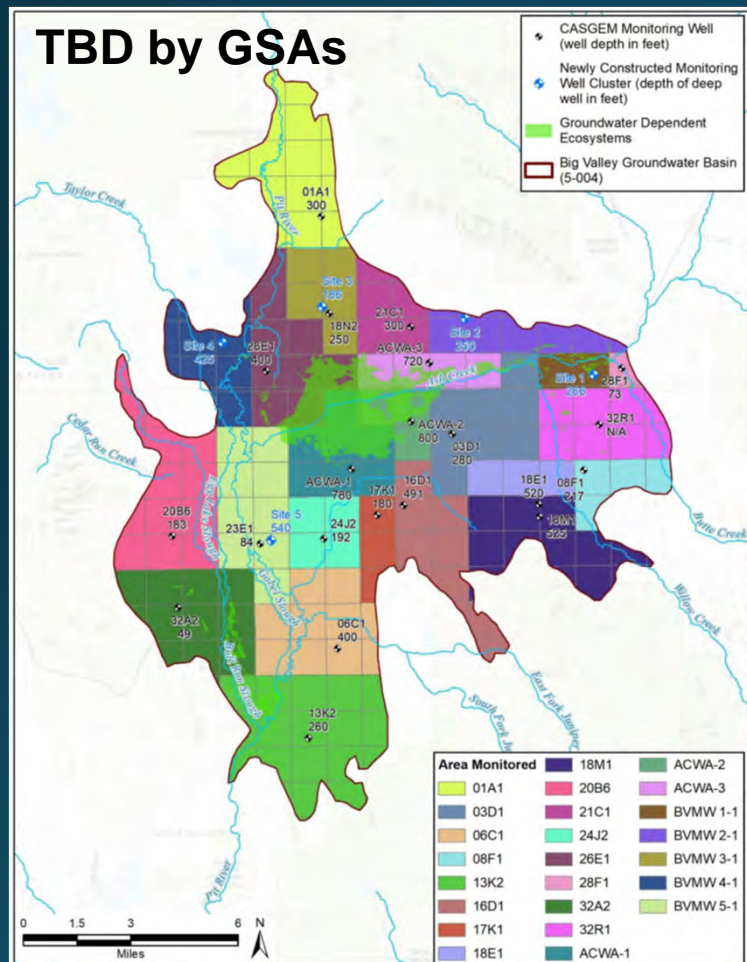 TBD by GSAs
CASGEM Monitoring Well
(well depth in feet)
Newly Constructed Monitoring
Well Cluster (depth of deep
well in feet)
Groundwater Dependent
Ecosystems
Big Valley Groundwater Basin
(5-004)
Taylor Creek
Pit River
01A1
300
Site 3
186
18N2
250
21C1
300
Site 2
250
Site 4
425
26E1
400
ACWA-3
720
Ash Creek
Site 1
266
28F1
73
32R1
N/A
ACWA-2
800
03D1
280
Cedar Run Creek
ACWA-1
780
17K1
180
16D1
491
18E1
520
08F1
217
18M1
525
Butte Creek
20B6
183
23E1
84
Site 5
540
24J2
192
Willow Creek
32A2
49
06C1
400
East Fork Juniper
South Fork Ju
13K2
260
Pit River
0 1.5 3 6
Miles
N
Area Monitored
01A1
03D1
06C1
08F1
13K2
16D1
17K1
18E1
18M1
20B6
21C1
24J2
26E1
28F1
32A2
32R1
ACWA-1
ACWA-2
ACWA-3
BVMW 1-1
BVMW 2-1
BVMW 3-1
BVMW 4-1
BVMW 5-1